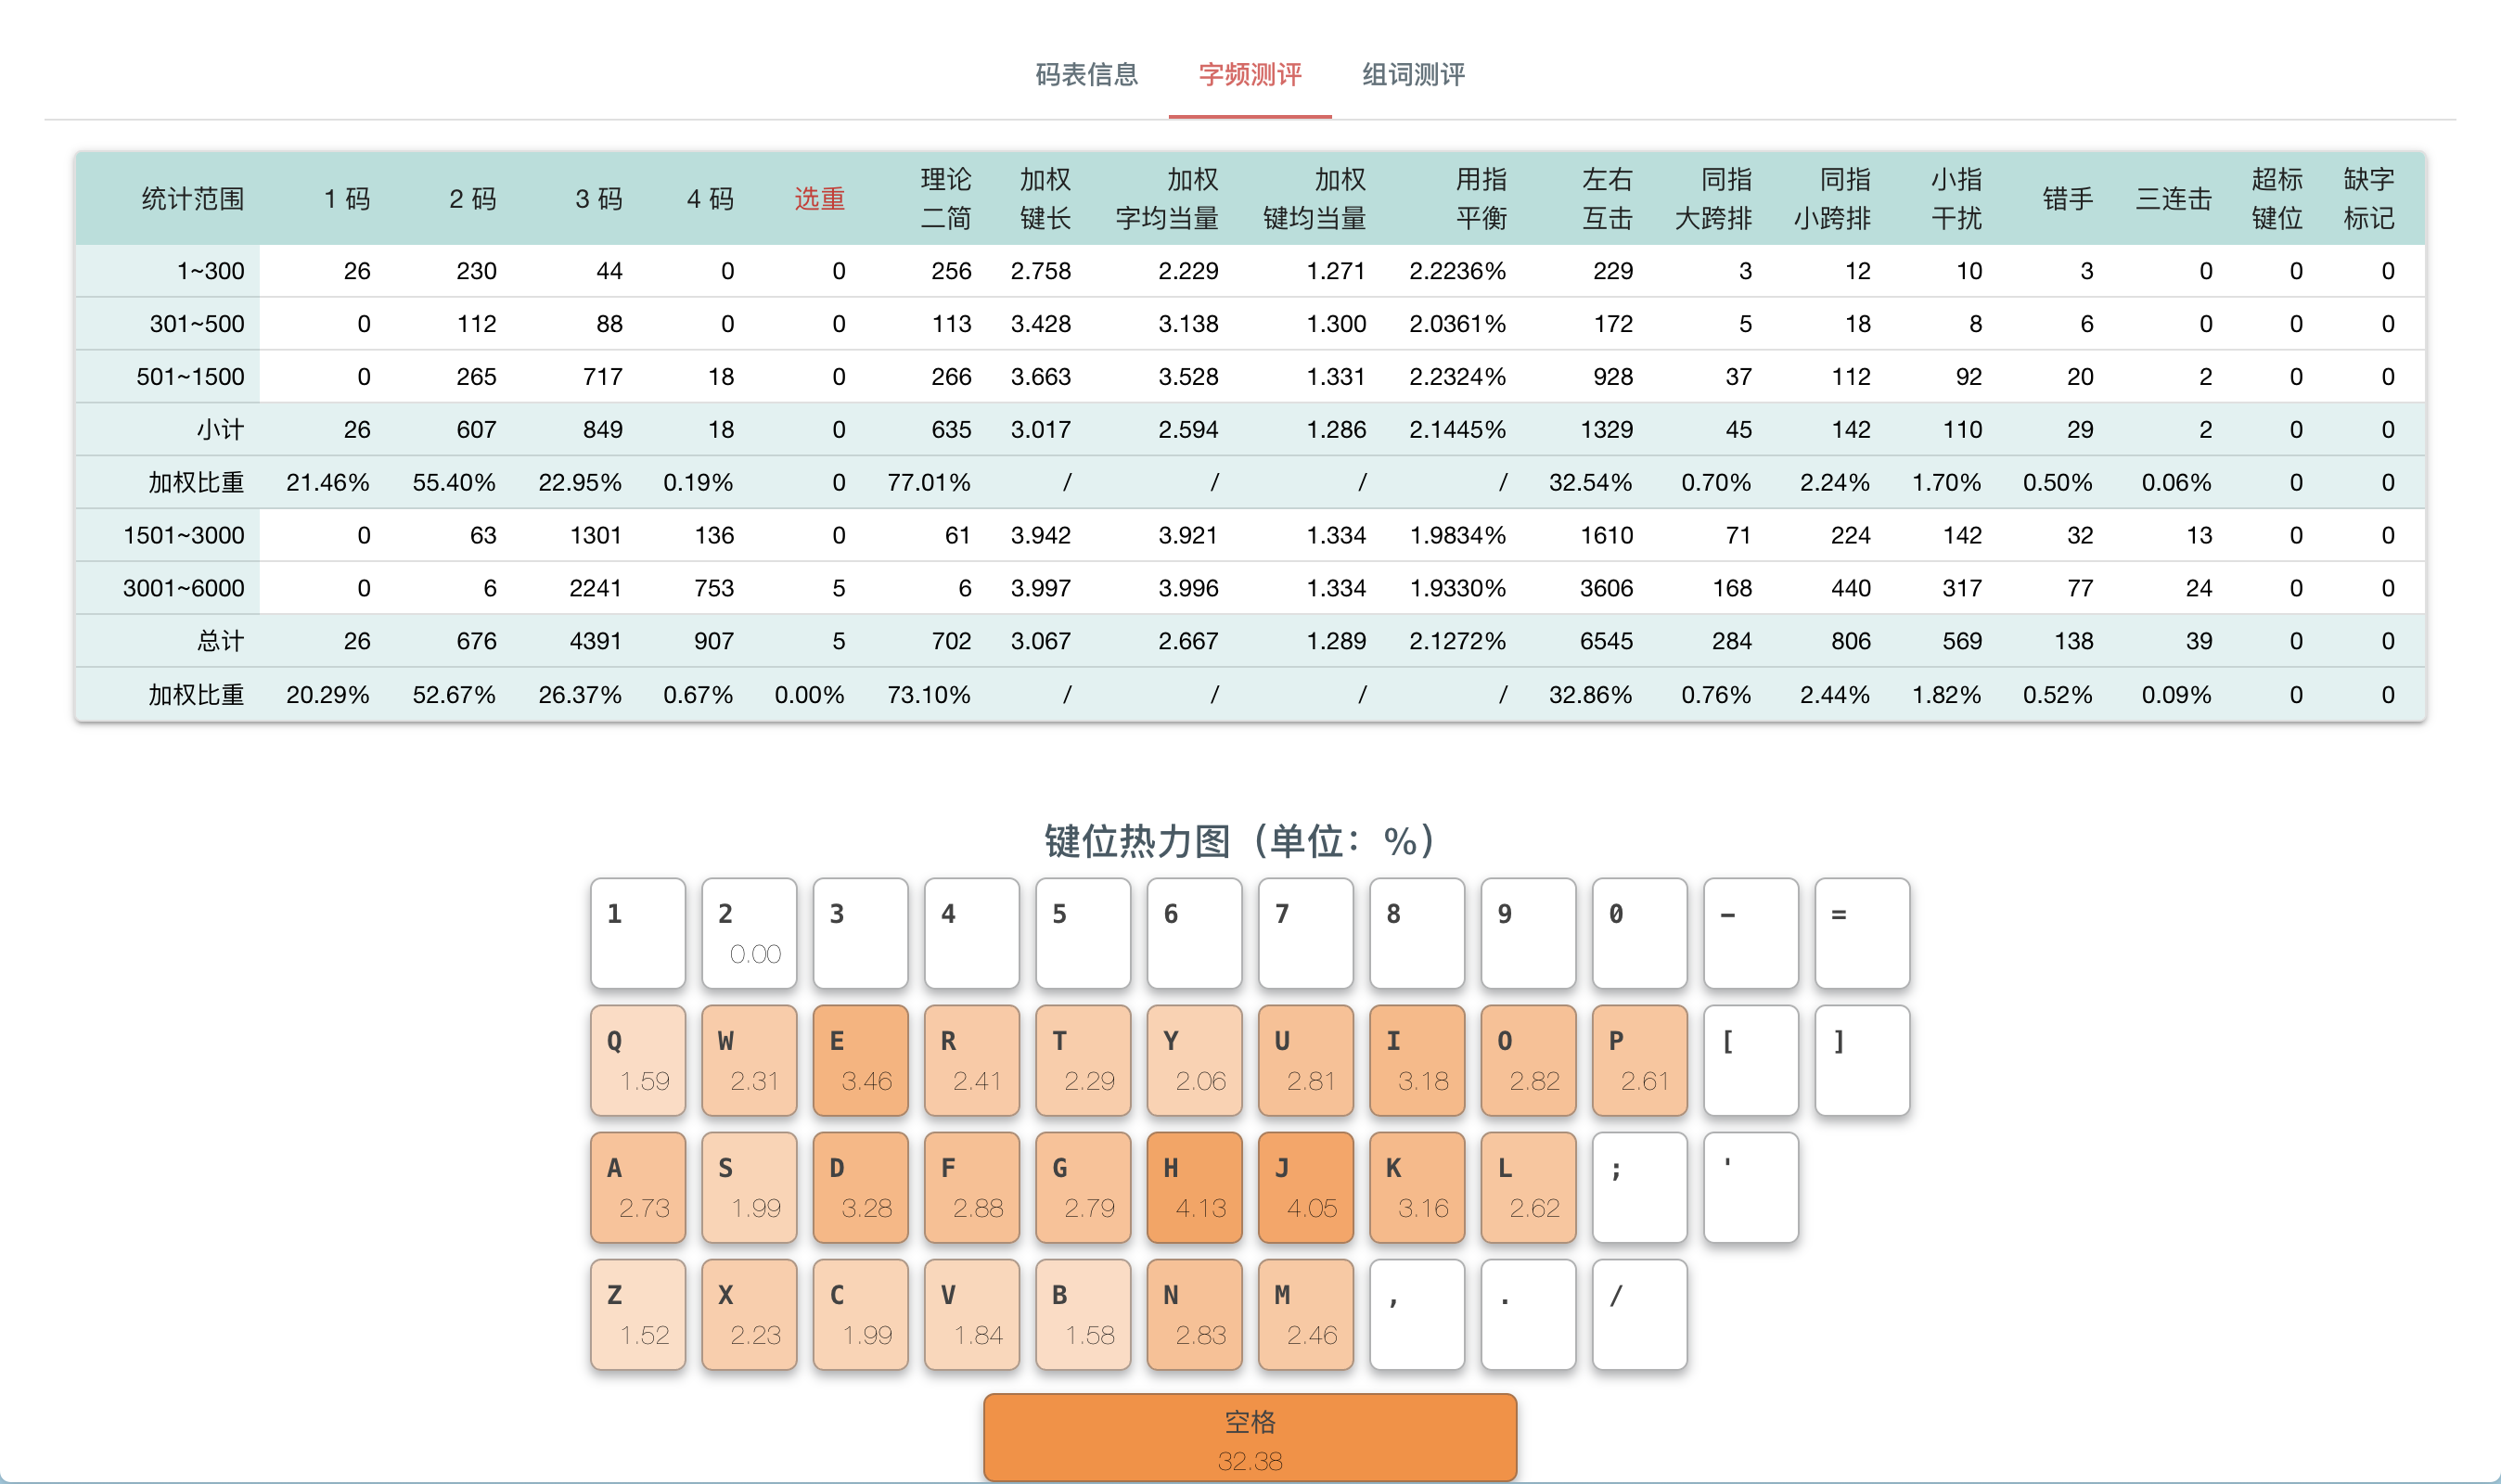 码表信息 字频测评 组词测评
统计范围 1 码 2 码 3 码 4 码 选重 理论二简 加权键长 加权字均当量 加权键均当量 用指平衡 左右互击 同指大跨排 同指小跨排 小指干扰 错手 三连击 超标键位 缺字标记
1~300 26 230 44 0 0 256 2.758 2.229 1.271 2.2236% 229 3 12 10 3 0 0 0
301~500 0 112 88 0 0 113 3.428 3.138 1.300 2.0361% 172 5 18 8 6 0 0 0
501~1500 0 265 717 18 0 266 3.663 3.528 1.331 2.2324% 928 37 112 92 20 2 0 0
小计 26 607 849 18 0 635 3.017 2.594 1.286 2.1445% 1329 45 142 110 29 2 0 0
加权比重 21.46% 55.40% 22.95% 0.19% 0 77.01% / / / / 32.54% 0.70% 2.24% 1.70% 0.50% 0.06% 0 0
1501~3000 0 63 1301 136 0 61 3.942 3.921 1.334 1.9834% 1610 71 224 142 32 13 0 0
3001~6000 0 6 2241 753 5 6 3.997 3.996 1.334 1.9330% 3606 168 440 317 77 24 0 0
总计 26 676 4391 907 5 702 3.067 2.667 1.289 2.1272% 6545 284 806 569 138 39 0 0
加权比重 20.29% 52.67% 26.37% 0.67% 0.00% 73.10% / / / / 32.86% 0.76% 2.44% 1.82% 0.52% 0.09% 0 0
键位热力图（单位：%）
1 2 3 4 5 6 7 8 9 0 - =
0.00
Q W E R T Y U I O P [ ]
1.59 2.31 3.46 2.41 2.29 2.06 2.81 3.18 2.82 2.61
A S D F G H J K L ; '
2.73 1.99 3.28 2.88 2.79 4.13 4.05 3.16 2.62
Z X C V B N M , . /
1.52 2.23 1.99 1.84 1.58 2.83 2.46
空格
32.38